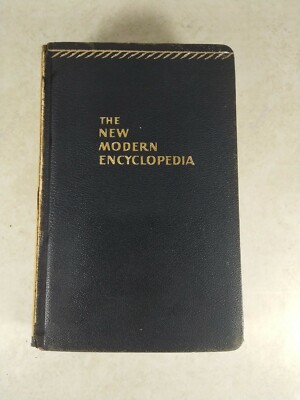 THE
NEW
MODERN
ENCYCLOPEDIA